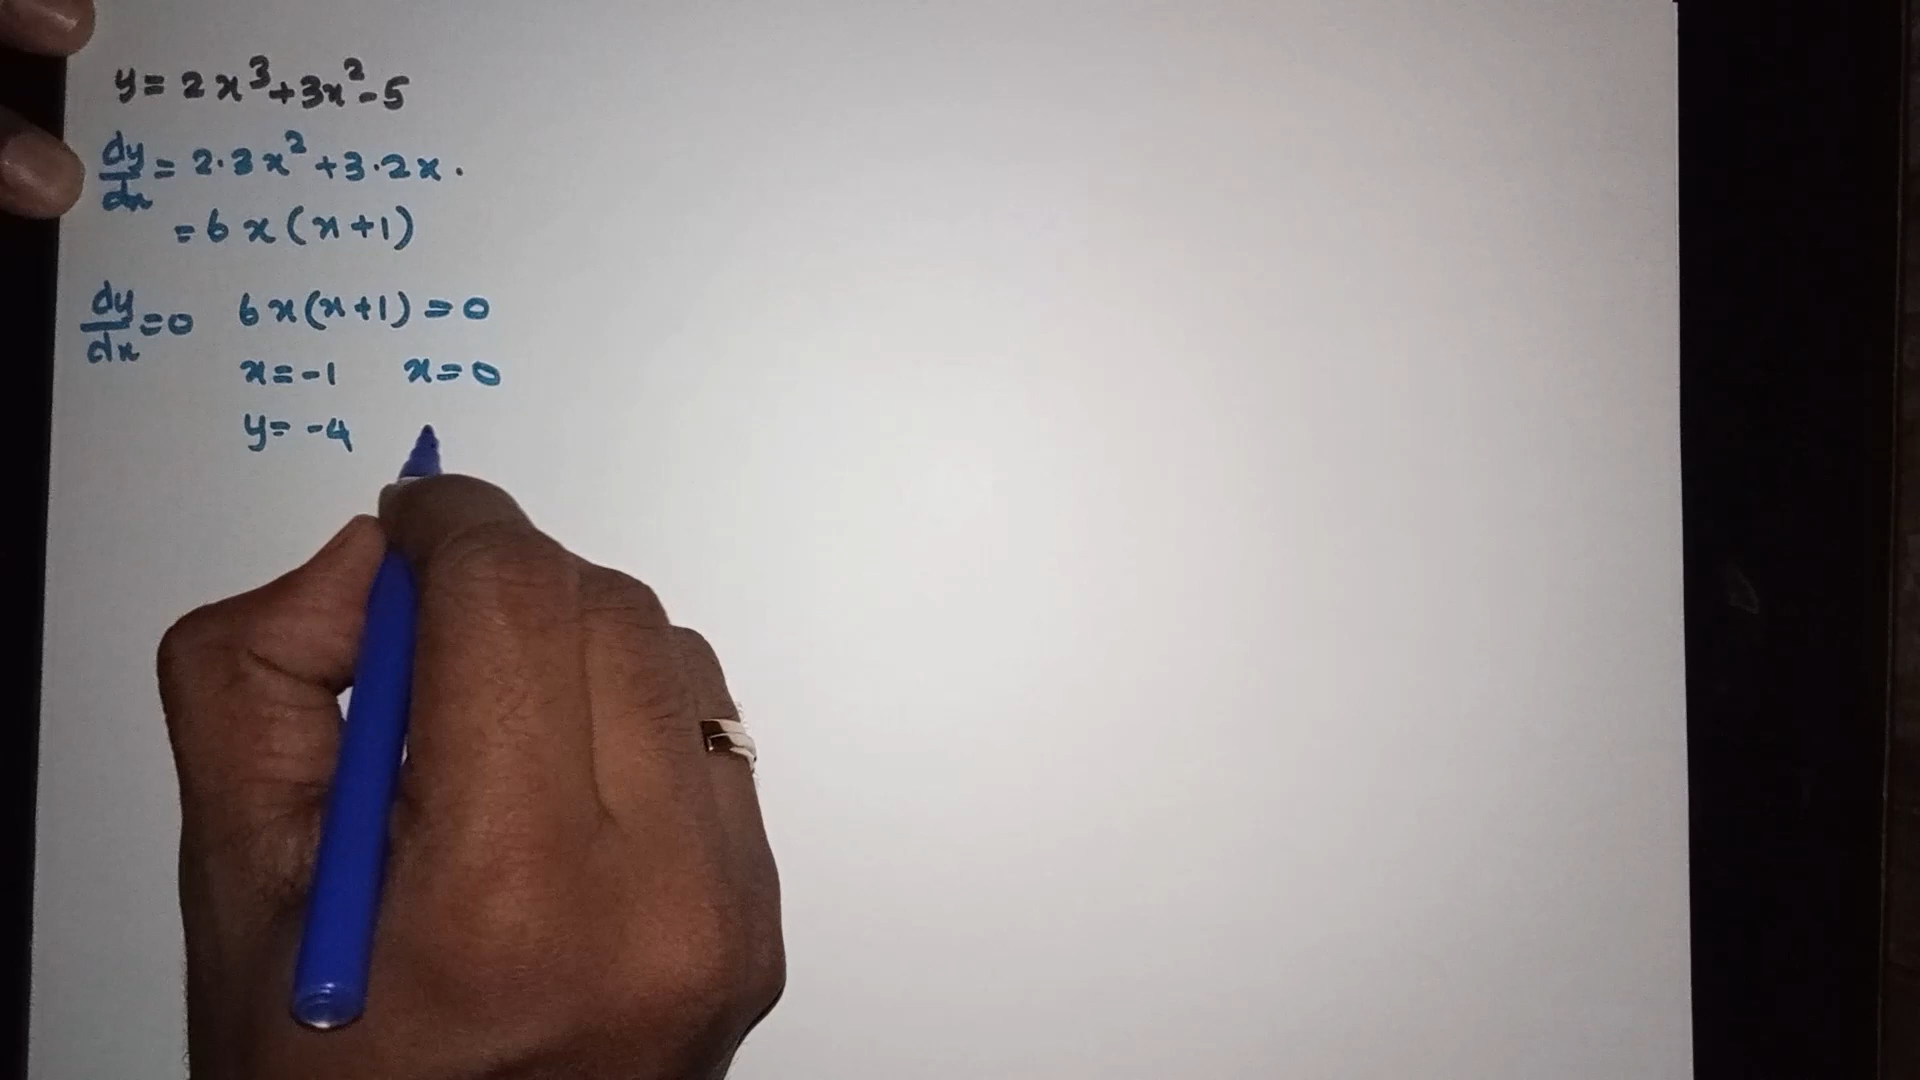 y = 2x³+3x²-5
dy/dx = 2·3x²+3·2x.
= 6x(x+1)
dy/dx =0 6x(x+1)=0
x=-1 x=0
y= -4